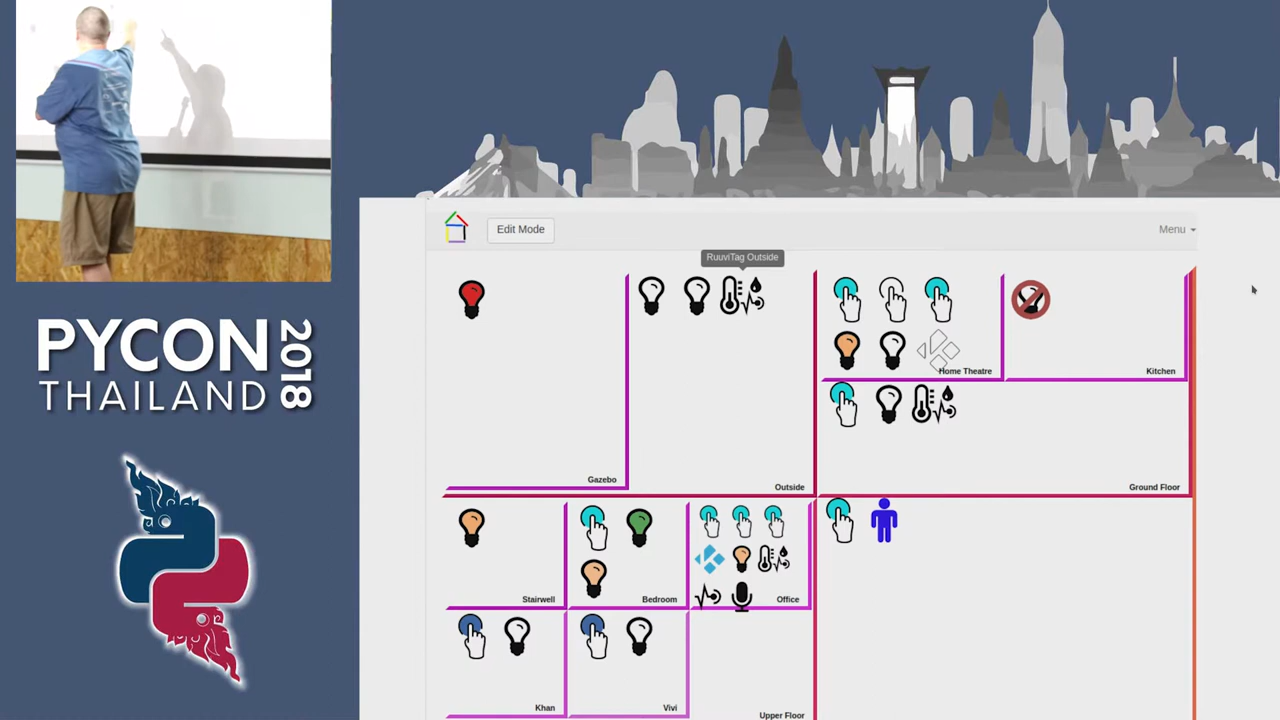 Edit Mode
Menu
RuuviTag Outside
Home Theatre
Kitchen
Gazebo
Outside
Ground Floor
Stairwell
Bedroom
Office
Khan
Vivi
Upper Floor
PYCON
THAILAND
2018